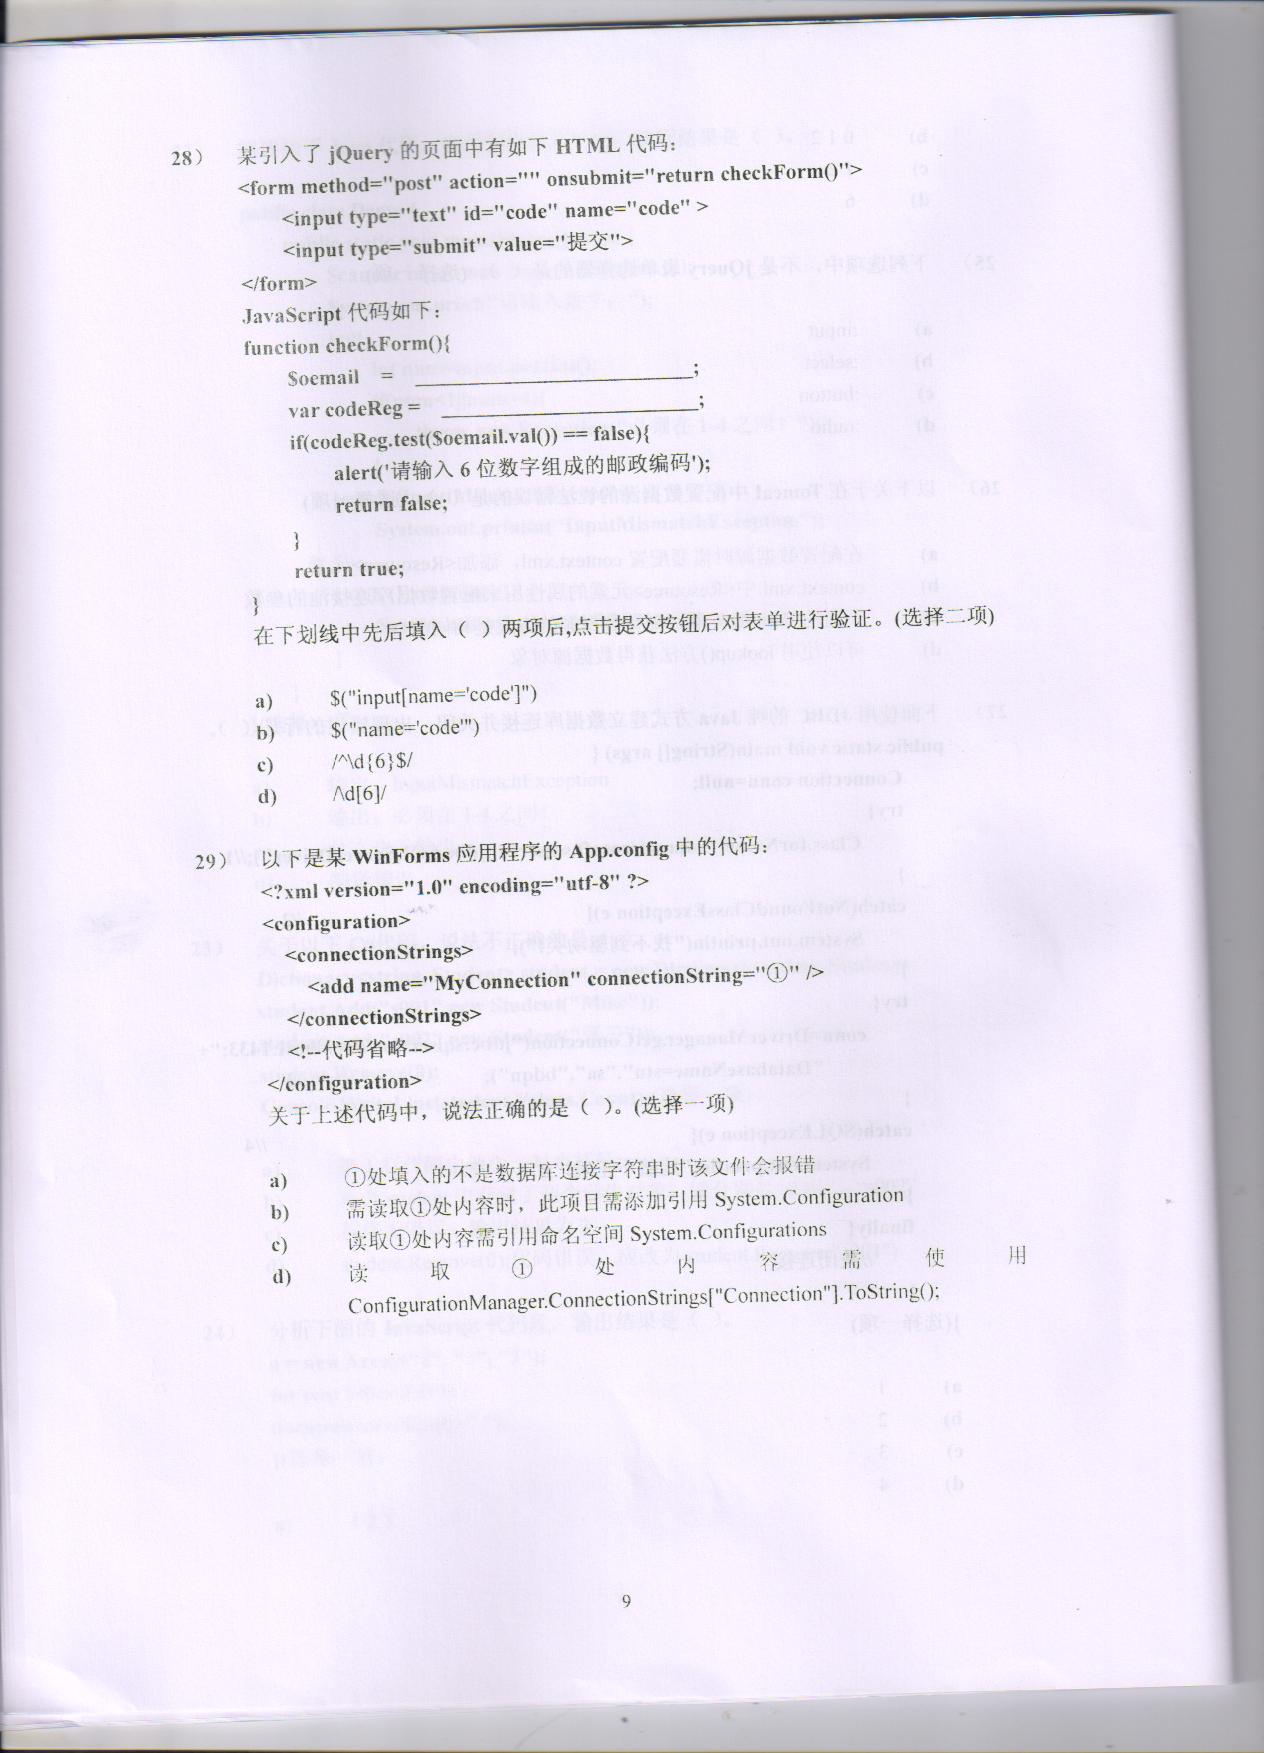 28） 某引入了 jQuery 的页面中有如下 HTML 代码：
<form method="post" action="" onsubmit="return checkForm()">
<input type="text" id="code" name="code" >
<input type="submit" value="提交">
</form>
JavaScript 代码如下：
function checkForm(){
$oemail = ______________________;
var codeReg = ______________________;
if(codeReg.test($oemail.val()) == false){
alert('请输入 6 位数字组成的邮政编码');
return false;
}
return true;
}
在下划线中先后填入（ ）两项后,点击提交按钮后对表单进行验证。(选择二项)
a) $("input[name='code']")
b) $("name='code'")
c) /^\d{6}$/
d) /\d[6]/
29） 以下是某 WinForms 应用程序的 App.config 中的代码：
<?xml version="1.0" encoding="utf-8" ?>
<configuration>
<connectionStrings>
<add name="MyConnection" connectionString="①" />
</connectionStrings>
<!--代码省略-->
</configuration>
关于上述代码中，说法正确的是（ ）。(选择一项)
a) ①处填入的不是数据库连接字符串时该文件会报错
b) 需读取①处内容时，此项目需添加引用 System.Configuration
c) 读取①处内容需引用命名空间 System.Configurations
d) 读 取 ① 处 内 容 需 使 用
ConfigurationManager.ConnectionStrings["Connection"].ToString();
9